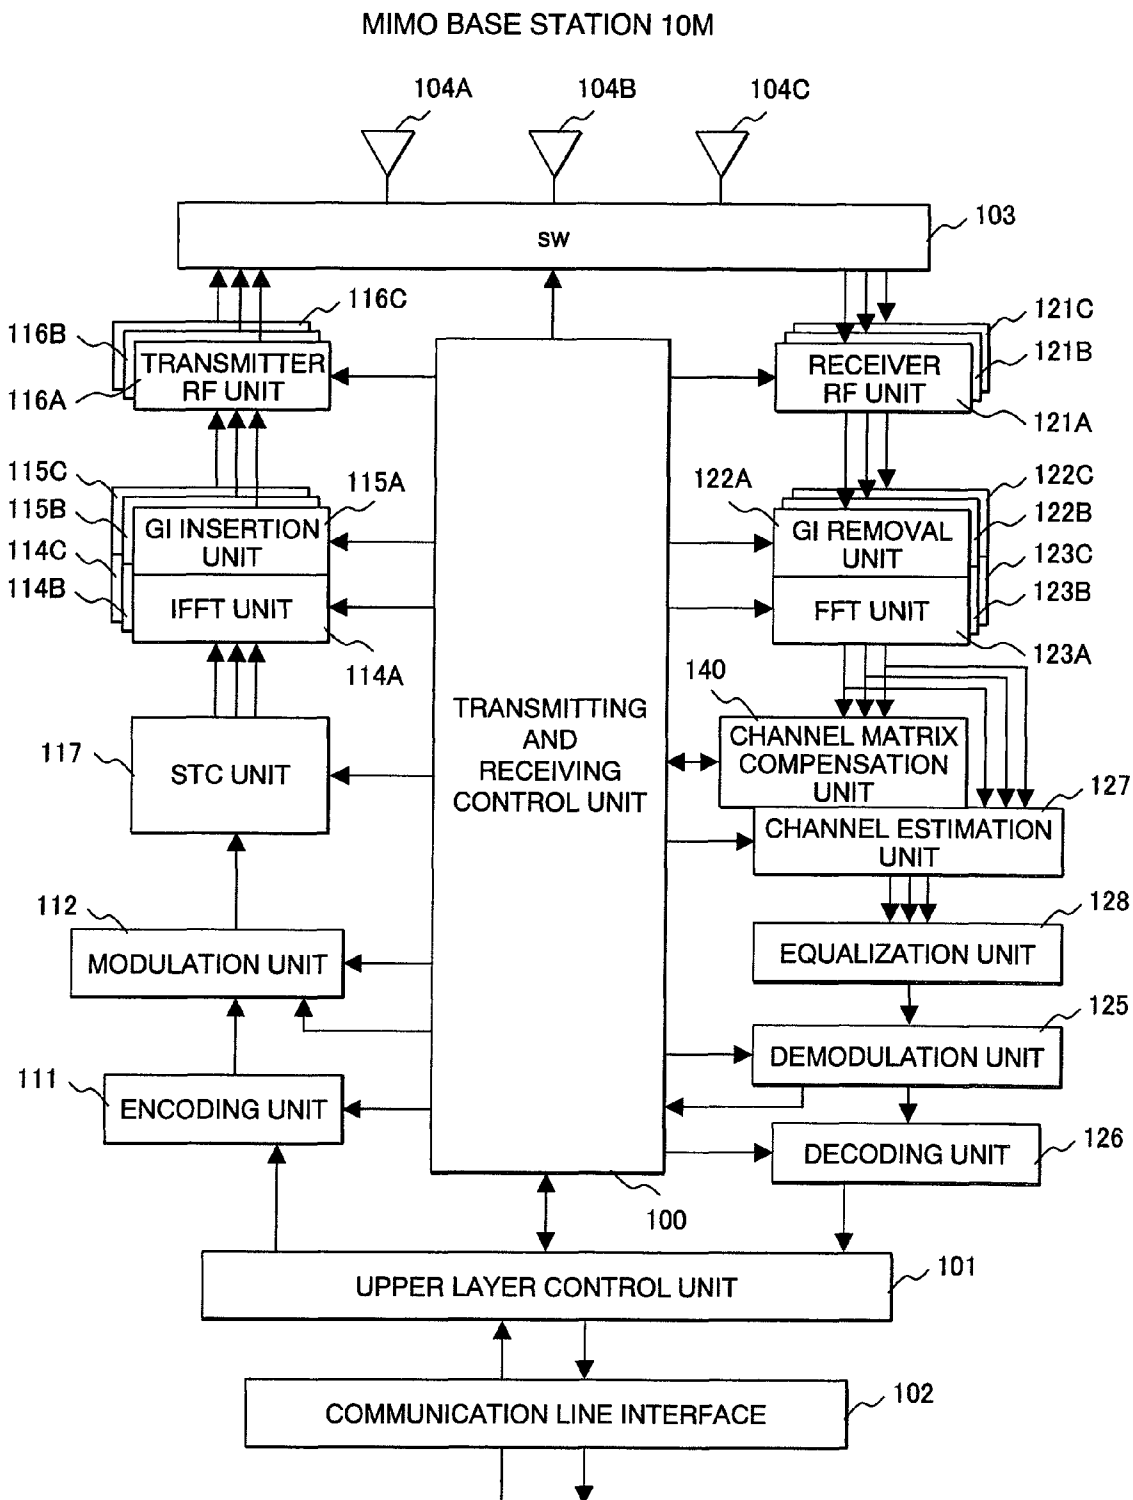 MIMO BASE STATION 10M
104A
104B
104C
103
SW
116C
116B
116A
TRANSMITTER
RF UNIT
121C
121B
121A
RECEIVER
RF UNIT
115C
115B
115A
114C
114B
114A
GI INSERTION
UNIT
IFFT UNIT
122A
122C
122B
123C
123B
123A
GI REMOVAL
UNIT
FFT UNIT
TRANSMITTING
AND
RECEIVING
CONTROL UNIT
100
117
STC UNIT
140
CHANNEL MATRIX
COMPENSATION
UNIT
127
CHANNEL ESTIMATION
UNIT
112
MODULATION UNIT
128
EQUALIZATION UNIT
125
DEMODULATION UNIT
111
ENCODING UNIT
126
DECODING UNIT
101
UPPER LAYER CONTROL UNIT
102
COMMUNICATION LINE INTERFACE